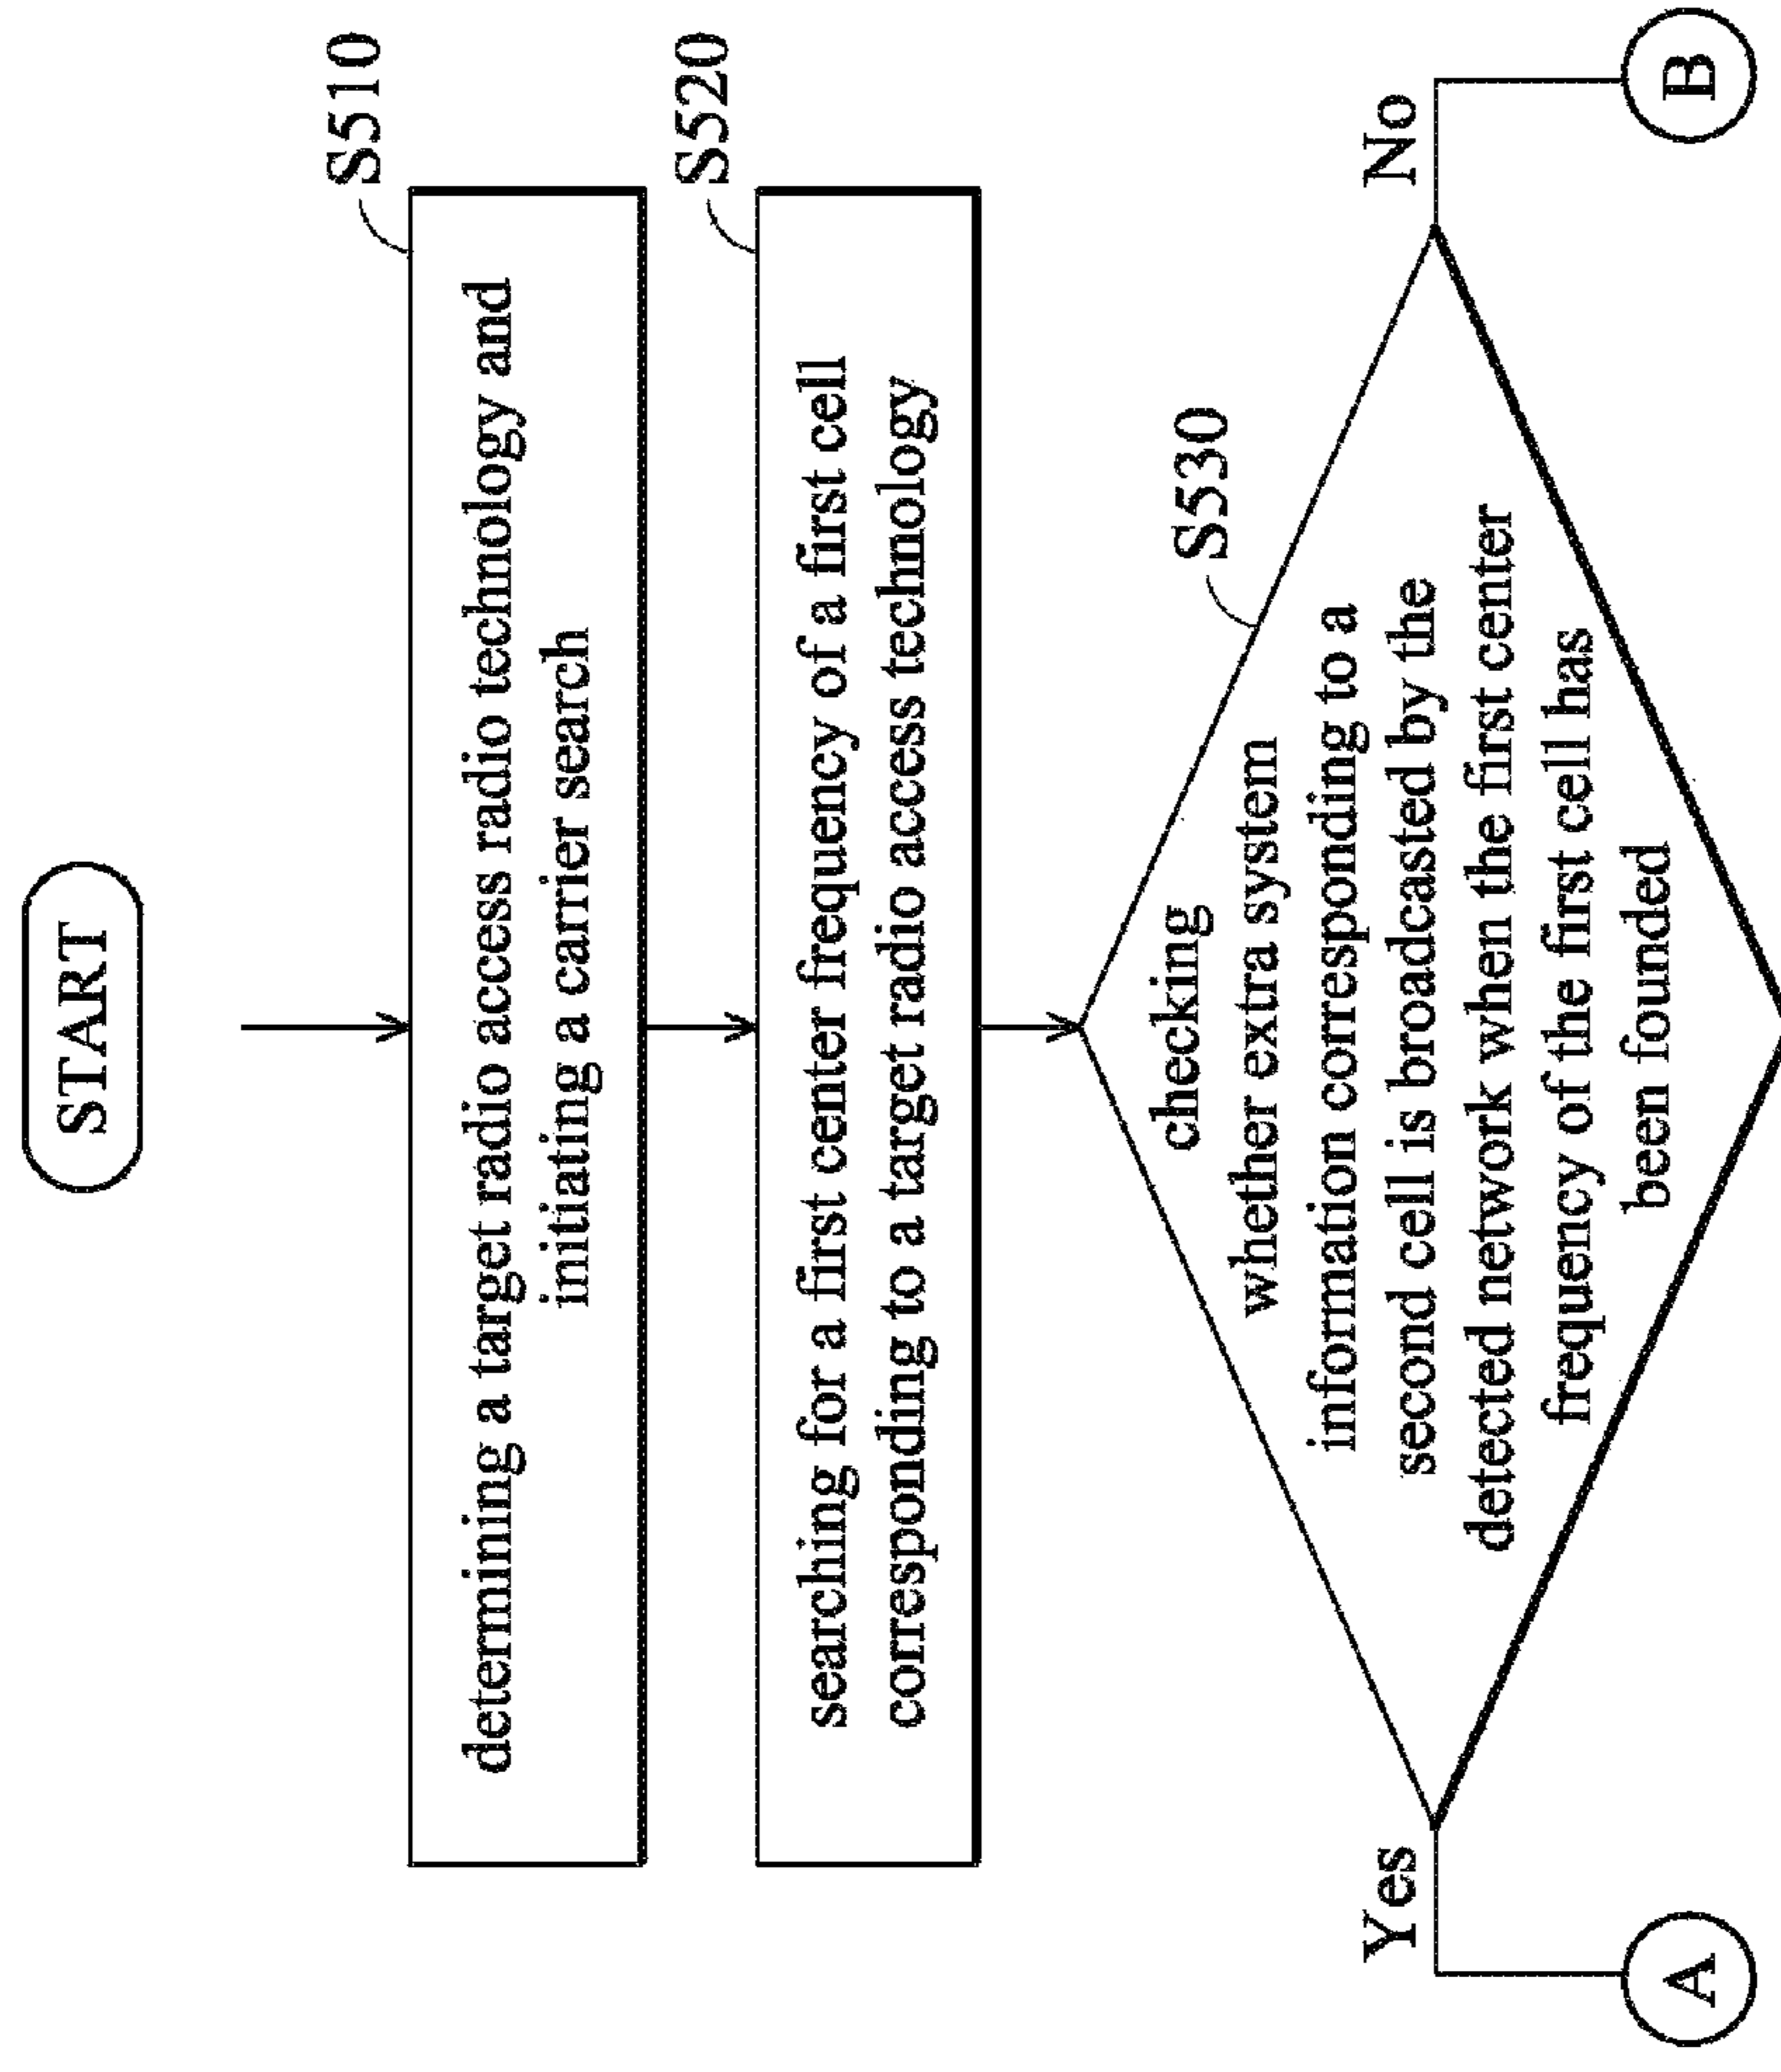 START
S510
determining a target radio access radio technology and
initiating a carrier search
S520
searching for a first center frequency of a first cell
corresponding to a target radio access technology
S530
checking
whether extra system
information corresponding to a
second cell is broadcasted by the
detected network when the first center
frequency of the first cell has
been founded
Yes
No
A
B